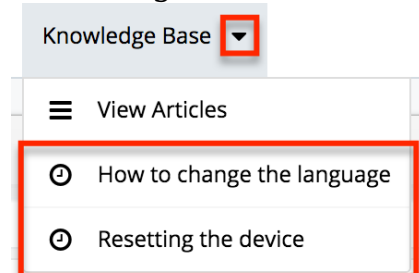 Knowledge Base
View Articles
How to change the language
Resetting the device